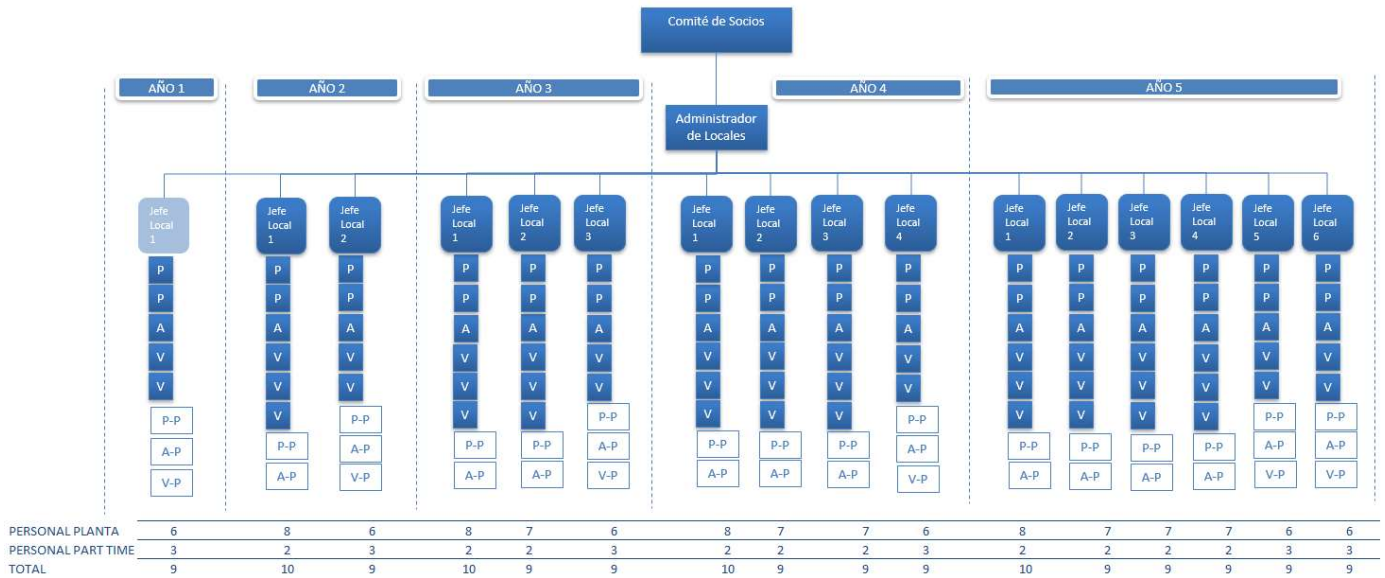 Comité de Socios
AÑO 1 AÑO 2 AÑO 3 AÑO 4 AÑO 5
Administrador
de Locales
Jefe Jefe Jefe Jefe Jefe Jefe Jefe Jefe Jefe Jefe Jefe Jefe Jefe Jefe Jefe Jefe
Local Local Local Local Local Local Local Local Local Local Local Local Local Local Local Local
1 1 2 1 2 3 1 2 3 4 1 2 3 4 5 6
P P P P P P P P P P P P P P P P
P P P P P P P P P P P P P P P P
A A A A A A A A A A A A A A A A
V V V V V V V V V V V V V V V V
V V V V V V V V V V V V V V V V
V V V V V V V V V V
P-P P-P P-P P-P P-P P-P P-P P-P P-P P-P P-P P-P P-P P-P P-P P-P
A-P A-P A-P A-P A-P A-P A-P A-P A-P A-P A-P A-P A-P A-P A-P A-P
V-P V-P V-P V-P V-P V-P
PERSONAL PLANTA 6 8 6 8 7 6 8 7 7 6 8 7 7 7 6 6
PERSONAL PART TIME 3 2 3 2 2 3 2 2 2 3 2 2 2 2 3 3
TOTAL 9 10 9 10 9 9 10 9 9 9 10 9 9 9 9 9